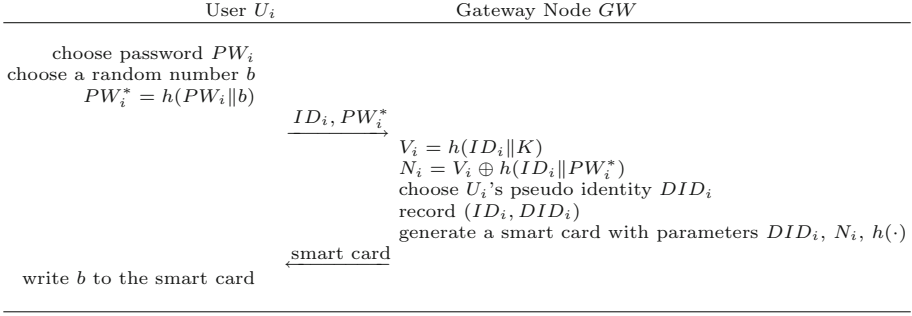 User U_i Gateway Node GW
choose password PW_i
choose a random number b
PW_i^* = h(PW_i‖b)
ID_i, PW_i^*
V_i = h(ID_i‖K)
N_i = V_i ⊕ h(ID_i‖PW_i^*)
choose U_i's pseudo identity DID_i
record (ID_i, DID_i)
generate a smart card with parameters DID_i, N_i, h(·)
smart card
write b to the smart card